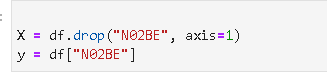 X = df.drop("N02BE", axis=1)
y = df["N02BE"]